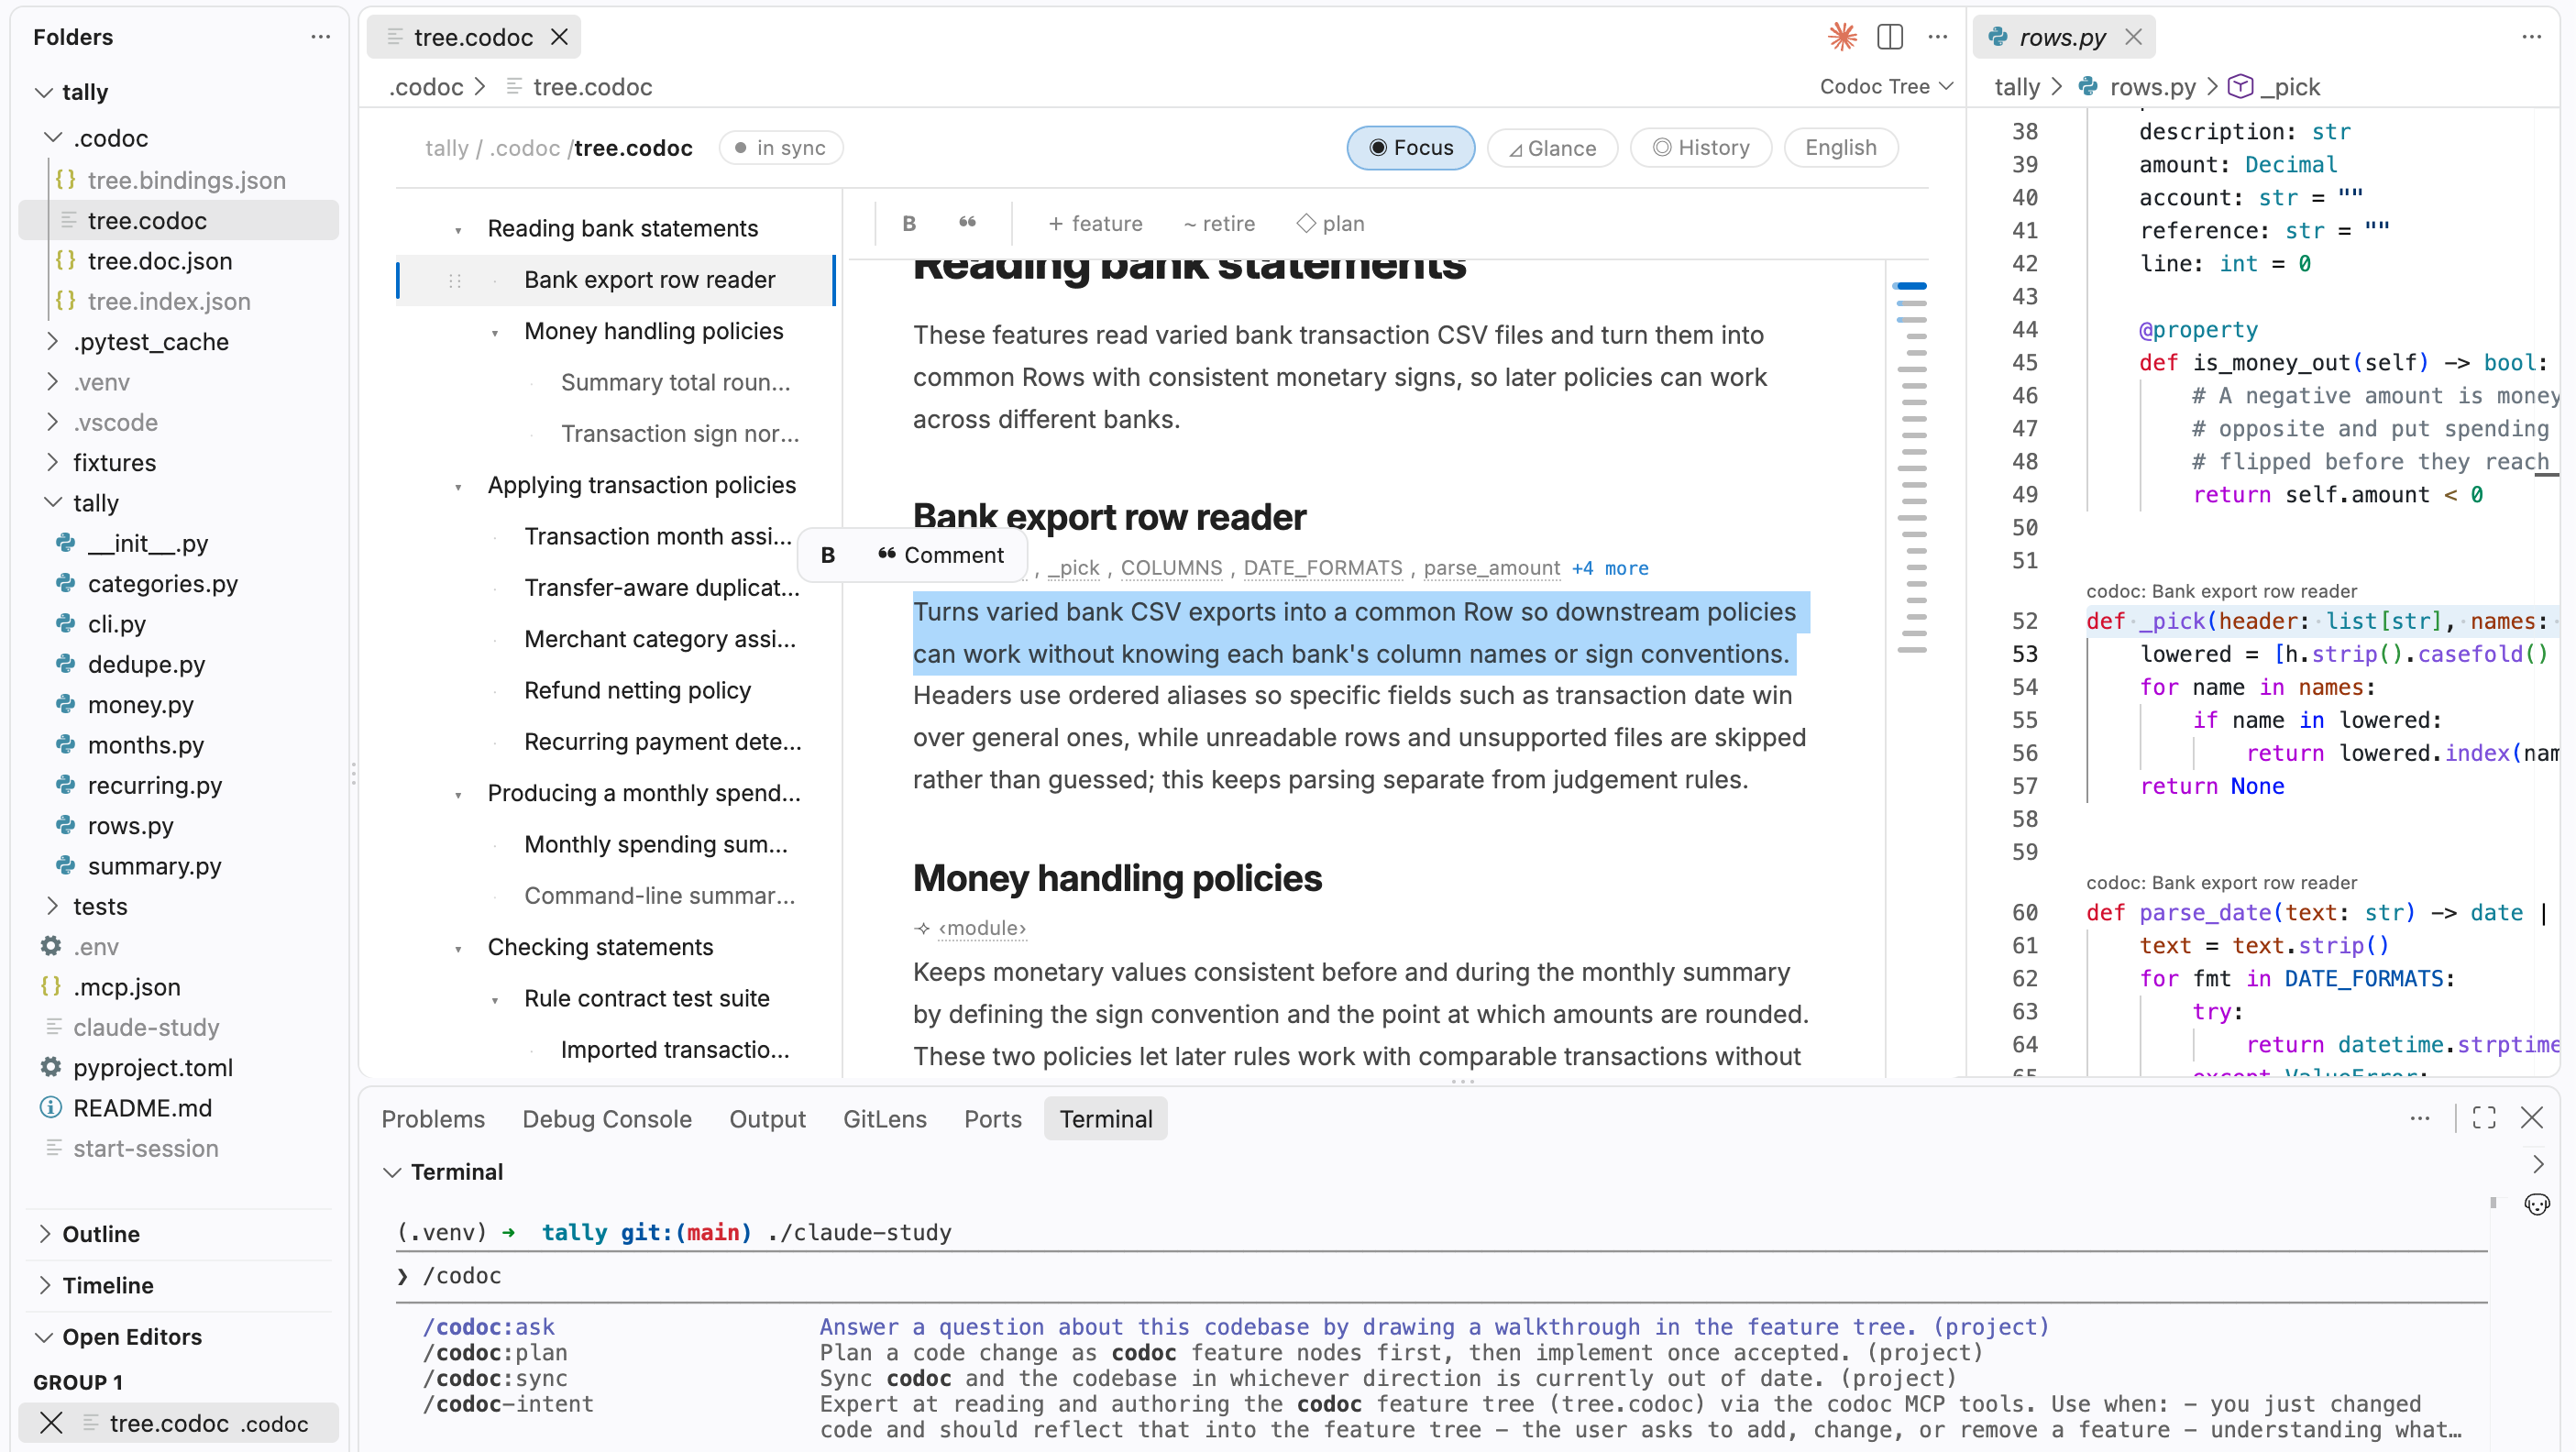 Folders
tally
.codoc
tree.bindings.json
tree.codoc
tree.doc.json
tree.index.json
.pytest_cache
.venv
.vscode
fixtures
tally
__init__.py
categories.py
cli.py
dedupe.py
money.py
months.py
recurring.py
rows.py
summary.py
tests
.env
.mcp.json
claude-study
pyproject.toml
README.md
start-session
Outline
Timeline
Open Editors
GROUP 1
tree.codoc .codoc
tree.codoc
.codoc > tree.codoc
Codoc Tree
tally / .codoc /tree.codoc
in sync
Focus
Glance
History
English
Reading bank statements
Bank export row reader
Money handling policies
Summary total roun...
Transaction sign nor...
Applying transaction policies
Transaction month assi...
Transfer-aware duplicat...
Merchant category assi...
Refund netting policy
Recurring payment dete...
Producing a monthly spend...
Monthly spending sum...
Command-line summar...
Checking statements
Rule contract test suite
Imported transactio...
B ❝ + feature ~ retire ◇ plan
Reading bank statements
These features read varied bank transaction CSV files and turn them into
common Rows with consistent monetary signs, so later policies can work
across different banks.
Bank export row reader
B ❝ Comment
, _pick , COLUMNS , DATE_FORMATS , parse_amount +4 more
Turns varied bank CSV exports into a common Row so downstream policies
can work without knowing each bank's column names or sign conventions.
Headers use ordered aliases so specific fields such as transaction date win
over general ones, while unreadable rows and unsupported files are skipped
rather than guessed; this keeps parsing separate from judgement rules.
Money handling policies
‹module›
Keeps monetary values consistent before and during the monthly summary
by defining the sign convention and the point at which amounts are rounded.
These two policies let later rules work with comparable transactions without
rows.py
tally > rows.py > _pick
38 description: str
39 amount: Decimal
40 account: str = ""
41 reference: str = ""
42 line: int = 0
43
44 @property
45 def is_money_out(self) -> bool:
46 # A negative amount is money
47 # opposite and put spending
48 # flipped before they reach
49 return self.amount < 0
50
51
codoc: Bank export row reader
52 def _pick(header: list[str], names:
53 lowered = [h.strip().casefold()
54 for name in names:
55 if name in lowered:
56 return lowered.index(nam
57 return None
58
59
codoc: Bank export row reader
60 def parse_date(text: str) -> date |
61 text = text.strip()
62 for fmt in DATE_FORMATS:
63 try:
64 return datetime.strptime
65 except ValueError:
Problems
Debug Console
Output
GitLens
Ports
Terminal
Terminal
(.venv) ➜ tally git:(main) ./claude-study
❯ /codoc
/codoc:ask Answer a question about this codebase by drawing a walkthrough in the feature tree. (project)
/codoc:plan Plan a code change as codoc feature nodes first, then implement once accepted. (project)
/codoc:sync Sync codoc and the codebase in whichever direction is currently out of date. (project)
/codoc-intent Expert at reading and authoring the codoc feature tree (tree.codoc) via the codoc MCP tools. Use when: – you just changed
code and should reflect that into the feature tree – the user asks to add, change, or remove a feature – understanding what…